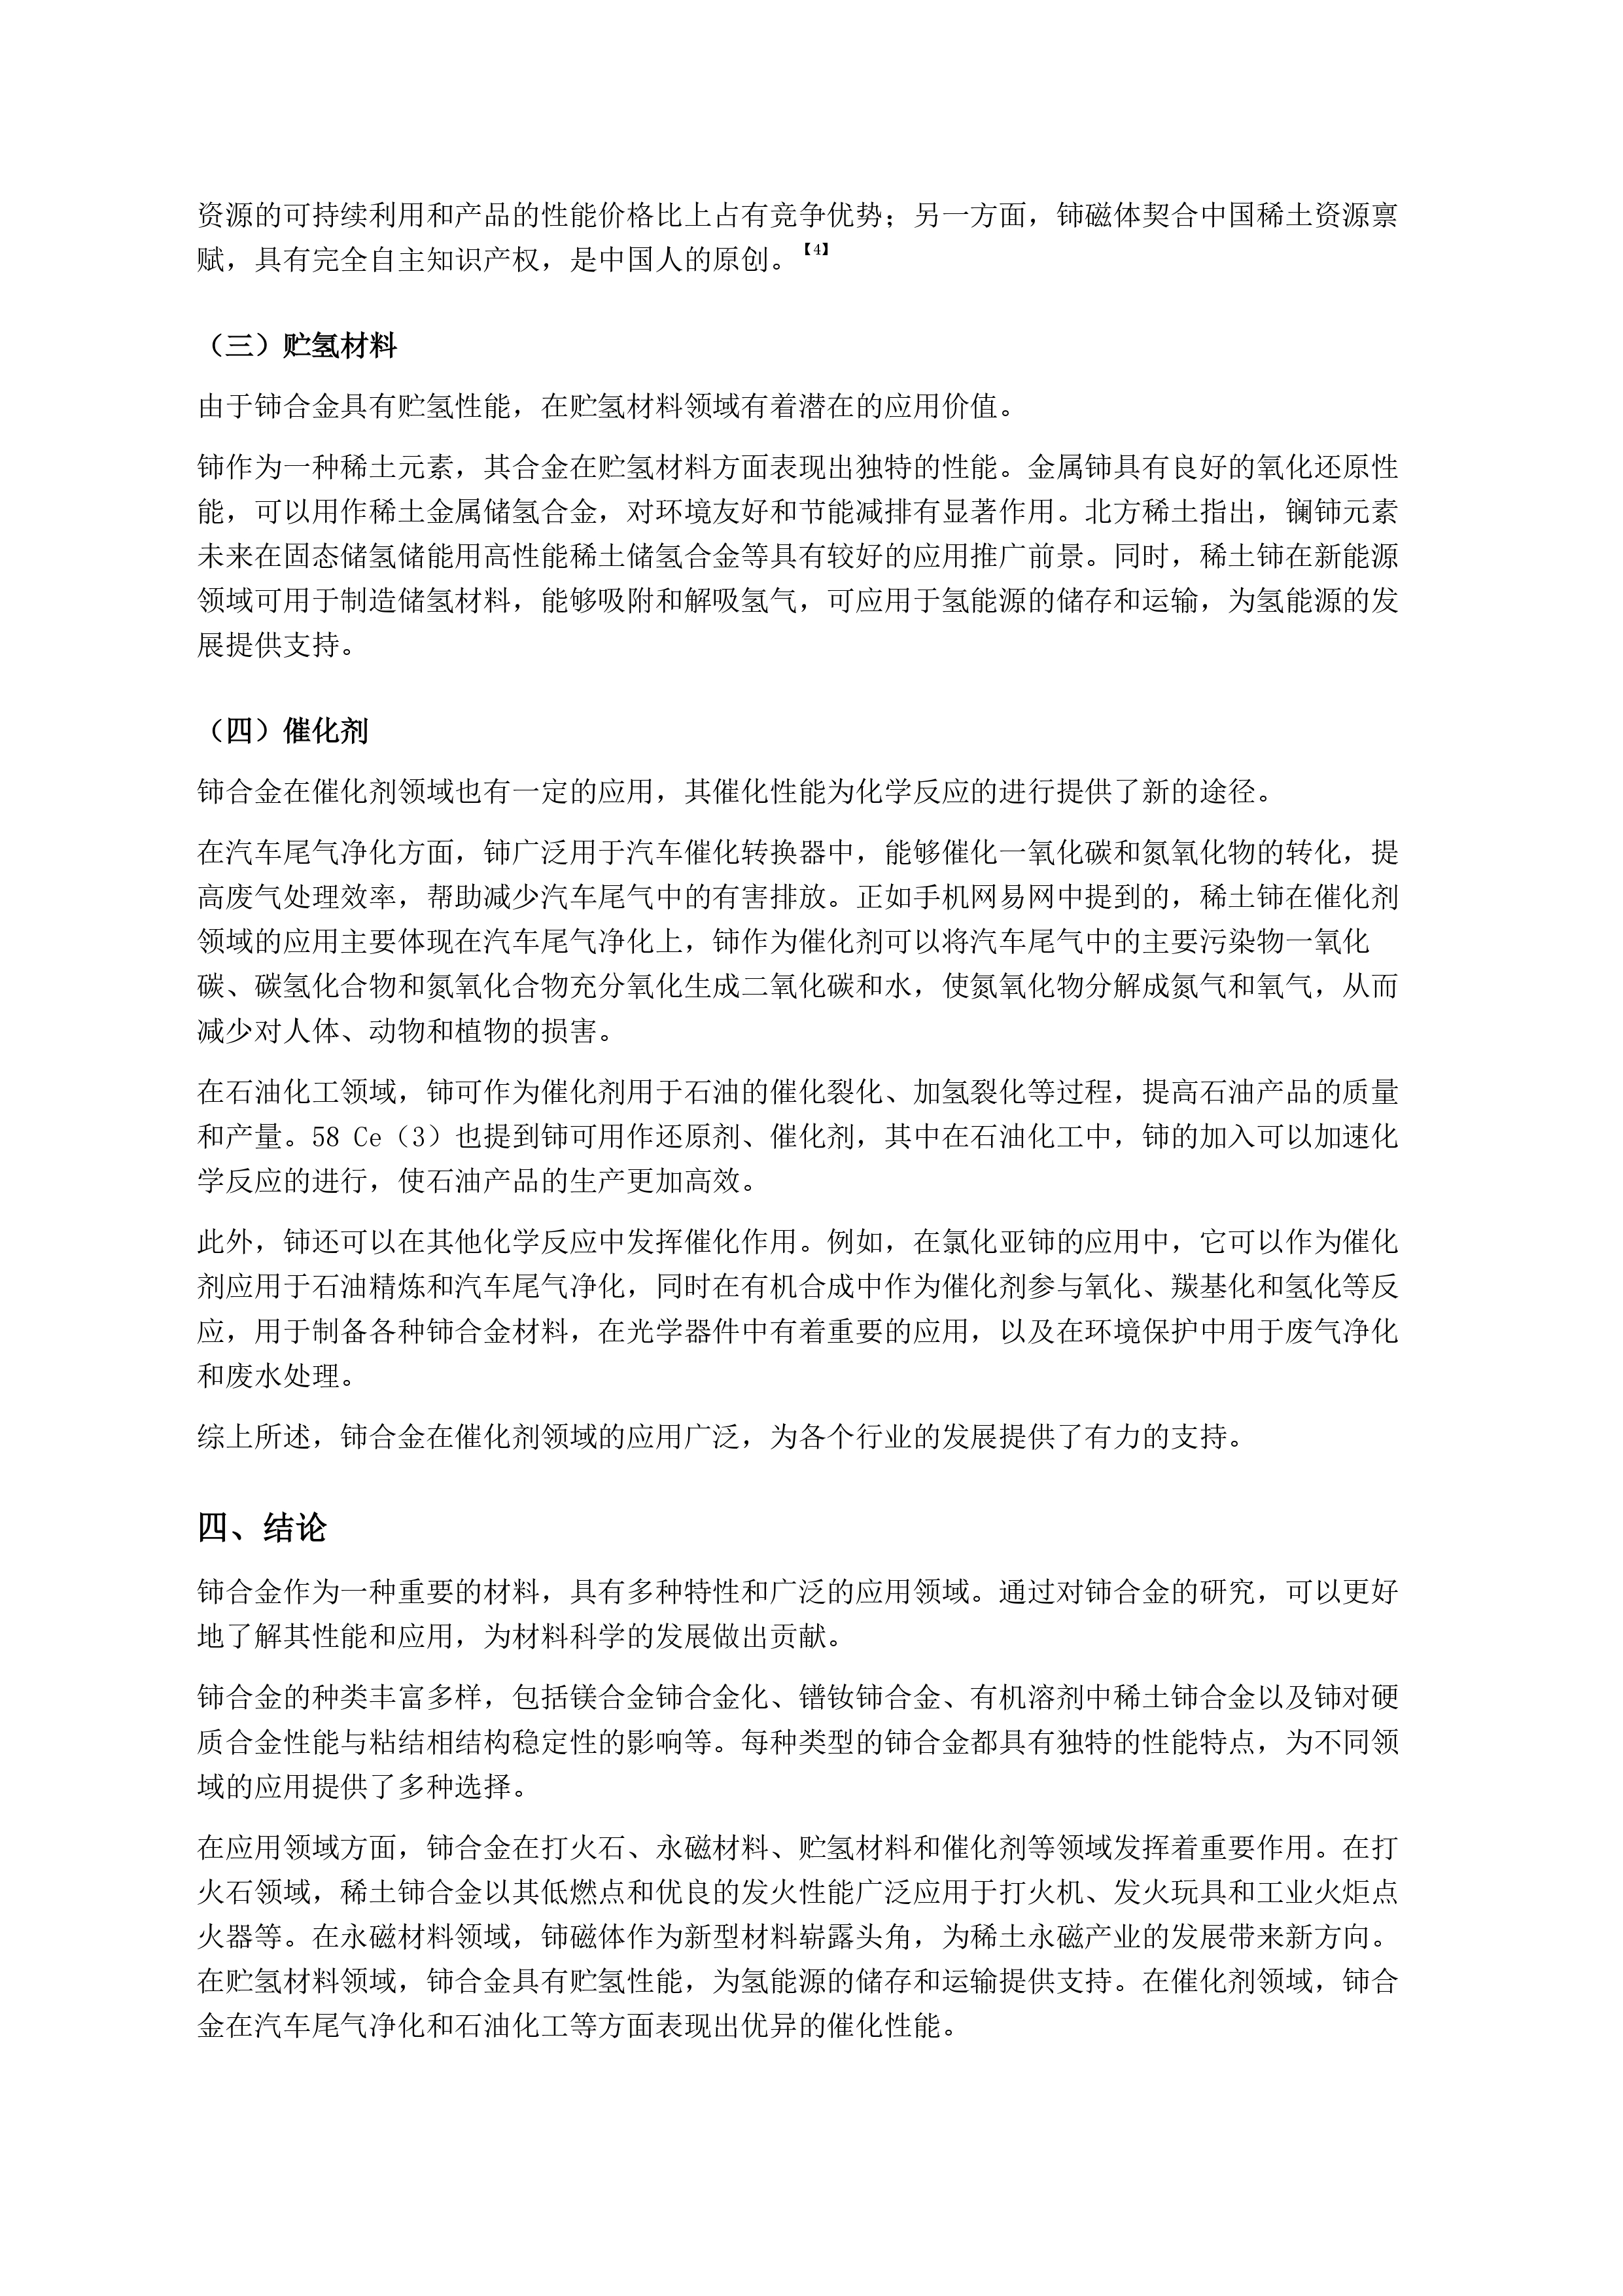 资源的可持续利用和产品的性能价格比上占有竞争优势；另一方面，铈磁体契合中国稀土资源禀
赋，具有完全自主知识产权，是中国人的原创。【4】
（三）贮氢材料
由于铈合金具有贮氢性能，在贮氢材料领域有着潜在的应用价值。
铈作为一种稀土元素，其合金在贮氢材料方面表现出独特的性能。金属铈具有良好的氧化还原性
能，可以用作稀土金属储氢合金，对环境友好和节能减排有显著作用。北方稀土指出，镧铈元素
未来在固态储氢储能用高性能稀土储氢合金等具有较好的应用推广前景。同时，稀土铈在新能源
领域可用于制造储氢材料，能够吸附和解吸氢气，可应用于氢能源的储存和运输，为氢能源的发
展提供支持。
（四）催化剂
铈合金在催化剂领域也有一定的应用，其催化性能为化学反应的进行提供了新的途径。
在汽车尾气净化方面，铈广泛用于汽车催化转换器中，能够催化一氧化碳和氮氧化物的转化，提
高废气处理效率，帮助减少汽车尾气中的有害排放。正如手机网易网中提到的，稀土铈在催化剂
领域的应用主要体现在汽车尾气净化上，铈作为催化剂可以将汽车尾气中的主要污染物一氧化
碳、碳氢化合物和氮氧化合物充分氧化生成二氧化碳和水，使氮氧化物分解成氮气和氧气，从而
减少对人体、动物和植物的损害。
在石油化工领域，铈可作为催化剂用于石油的催化裂化、加氢裂化等过程，提高石油产品的质量
和产量。58 Ce（3）也提到铈可用作还原剂、催化剂，其中在石油化工中，铈的加入可以加速化
学反应的进行，使石油产品的生产更加高效。
此外，铈还可以在其他化学反应中发挥催化作用。例如，在氯化亚铈的应用中，它可以作为催化
剂应用于石油精炼和汽车尾气净化，同时在有机合成中作为催化剂参与氧化、羰基化和氢化等反
应，用于制备各种铈合金材料，在光学器件中有着重要的应用，以及在环境保护中用于废气净化
和废水处理。
综上所述，铈合金在催化剂领域的应用广泛，为各个行业的发展提供了有力的支持。
四、结论
铈合金作为一种重要的材料，具有多种特性和广泛的应用领域。通过对铈合金的研究，可以更好
地了解其性能和应用，为材料科学的发展做出贡献。
铈合金的种类丰富多样，包括镁合金铈合金化、镨钕铈合金、有机溶剂中稀土铈合金以及铈对硬
质合金性能与粘结相结构稳定性的影响等。每种类型的铈合金都具有独特的性能特点，为不同领
域的应用提供了多种选择。
在应用领域方面，铈合金在打火石、永磁材料、贮氢材料和催化剂等领域发挥着重要作用。在打
火石领域，稀土铈合金以其低燃点和优良的发火性能广泛应用于打火机、发火玩具和工业火炬点
火器等。在永磁材料领域，铈磁体作为新型材料崭露头角，为稀土永磁产业的发展带来新方向。
在贮氢材料领域，铈合金具有贮氢性能，为氢能源的储存和运输提供支持。在催化剂领域，铈合
金在汽车尾气净化和石油化工等方面表现出优异的催化性能。